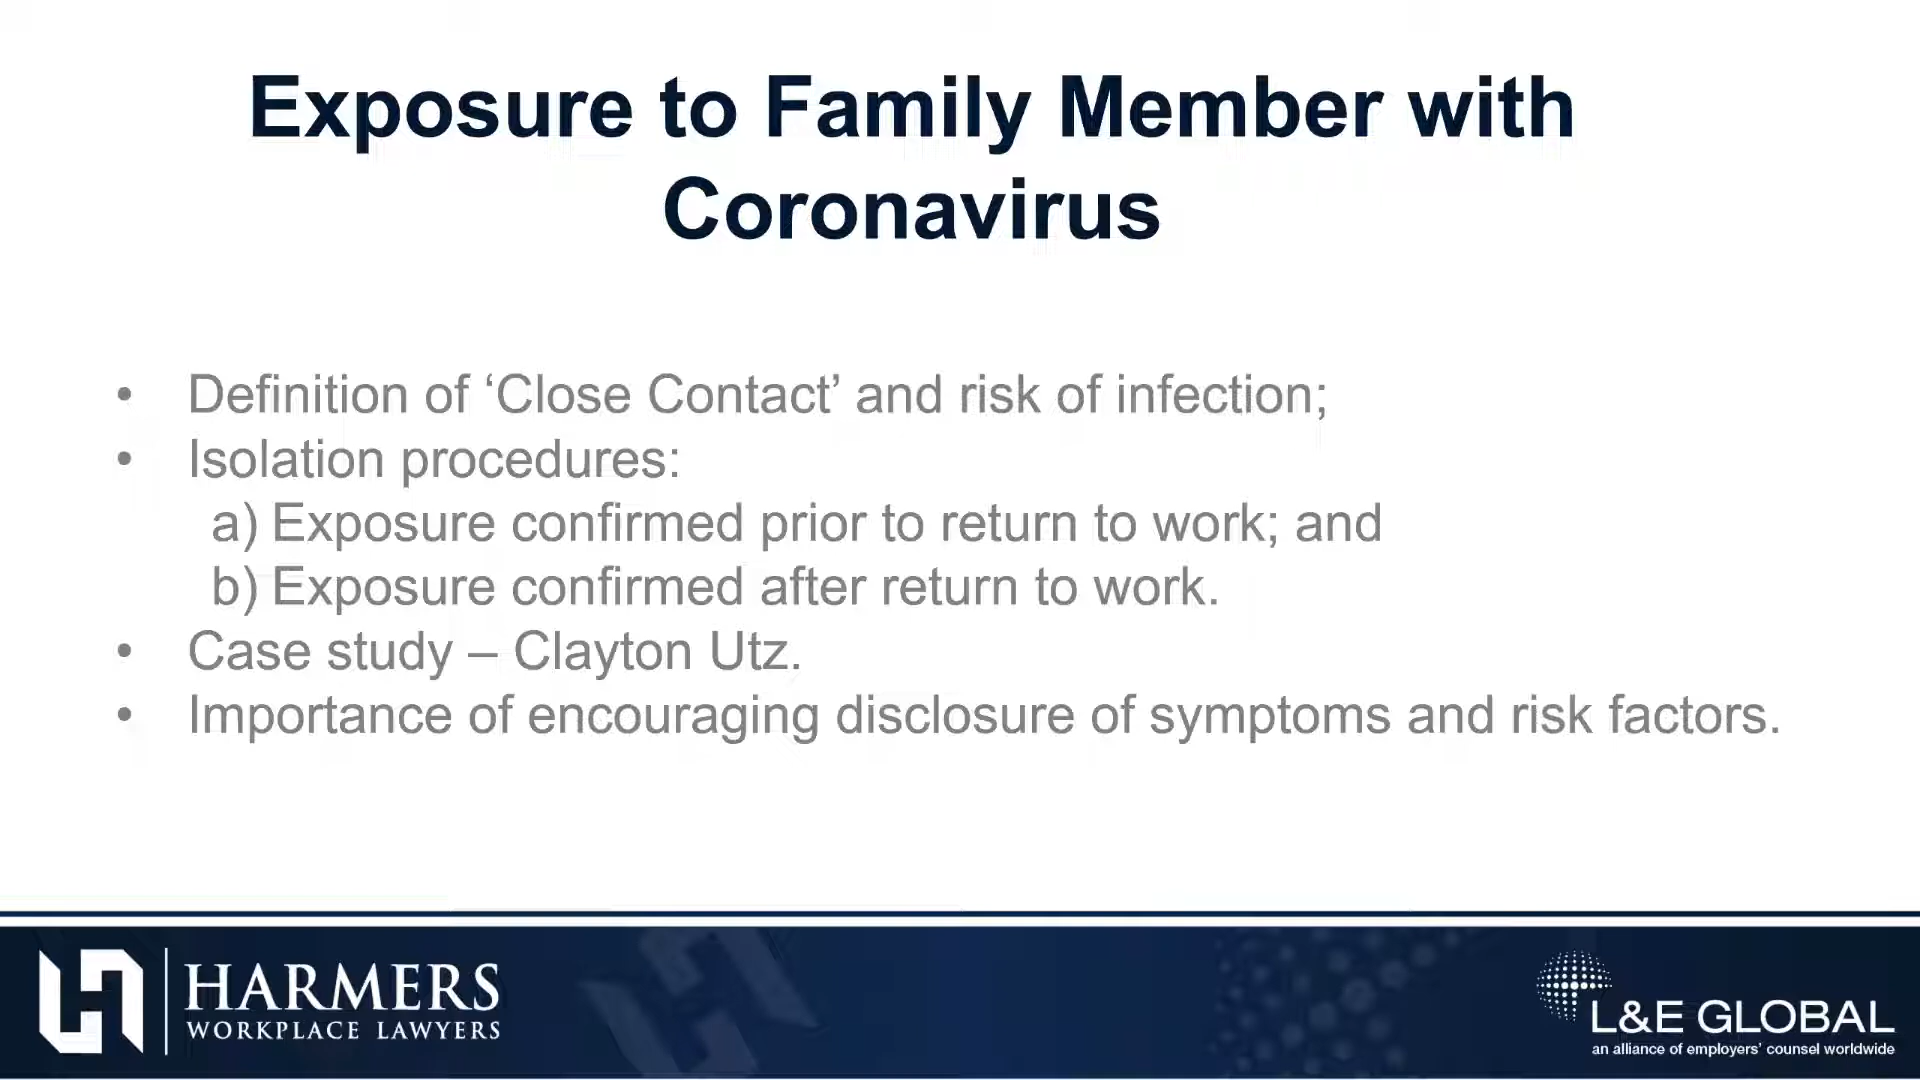 Exposure to Family Member with
Coronavirus
• Definition of ‘Close Contact’ and risk of infection;
• Isolation procedures:
a) Exposure confirmed prior to return to work; and
b) Exposure confirmed after return to work.
• Case study – Clayton Utz.
• Importance of encouraging disclosure of symptoms and risk factors.
HARMERS
WORKPLACE LAWYERS
L&E GLOBAL
an alliance of employers’ counsel worldwide